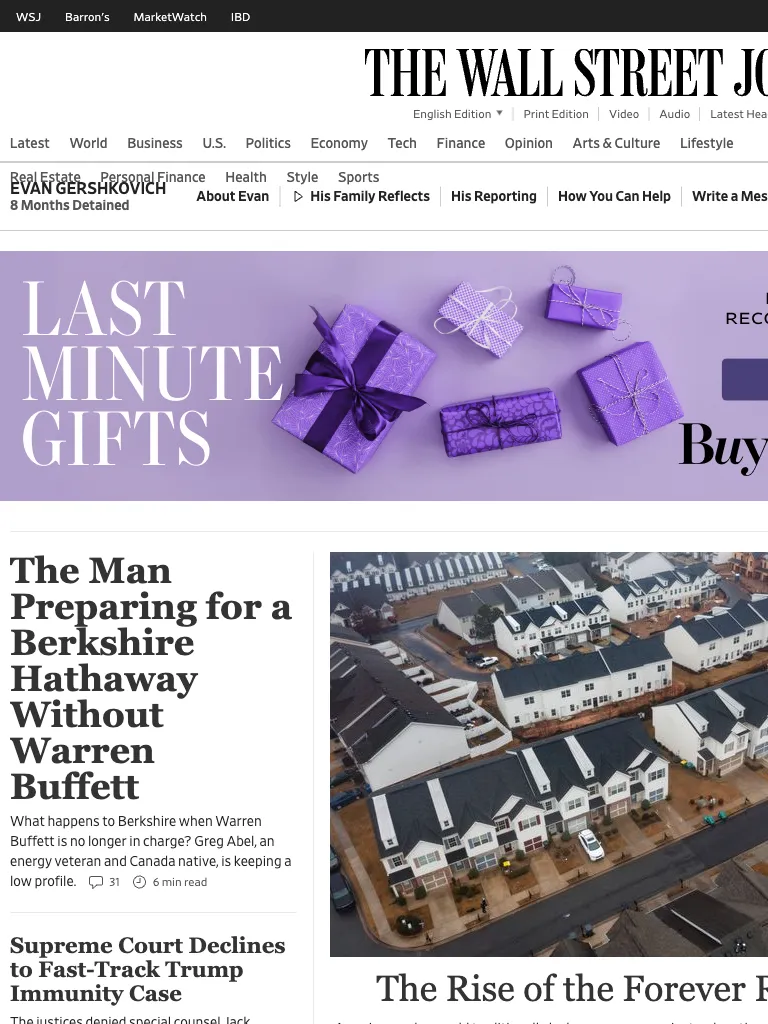 WSJ Barron's MarketWatch IBD
THE WALL STREET
English Edition Print Edition Video Audio Latest
Latest World Business U.S. Politics Economy Tech Finance Opinion Arts & Culture Lifestyle
Real Estate Personal Finance Health Style Sports
EVAN GERSHKOVICH
8 Months Detained
About Evan His Family Reflects His Reporting How You Can Help Write a
LAST
MINUTE
GIFTS
Buy
The Man
Preparing for a
Berkshire
Hathaway
Without
Warren
Buffett
What happens to Berkshire when Warren
Buffett is no longer in charge? Greg Abel, an
energy veteran and Canada native, is keeping a
low profile. 31 6 min read
Supreme Court Declines
to Fast-Track Trump
Immunity Case
The justices denied special counsel Jack
The Rise of the Forever